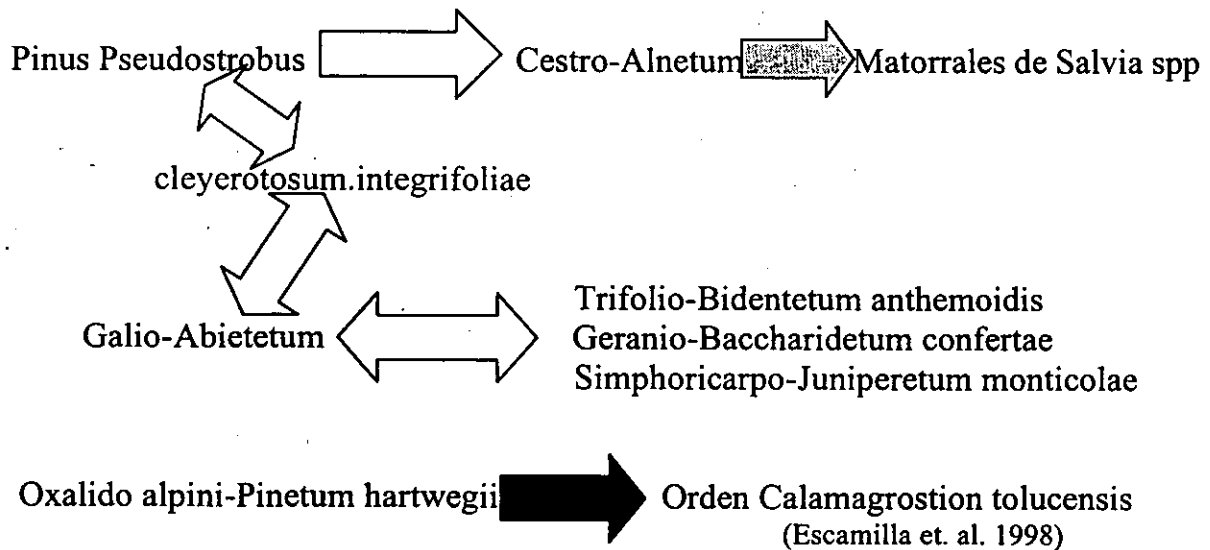 Pinus Pseudostrobus Cestro-Alnetum Matorrales de Salvia spp
cleyerotosum.integrifoliae
Galio-Abietetum
Trifolio-Bidentetum anthemoidis
Geranio-Baccharidetum confertae
Simphoricarpo-Juniperetum monticolae
Oxalido alpini-Pinetum hartwegii Orden Calamagrostion tolucensis
(Escamilla et. al. 1998)